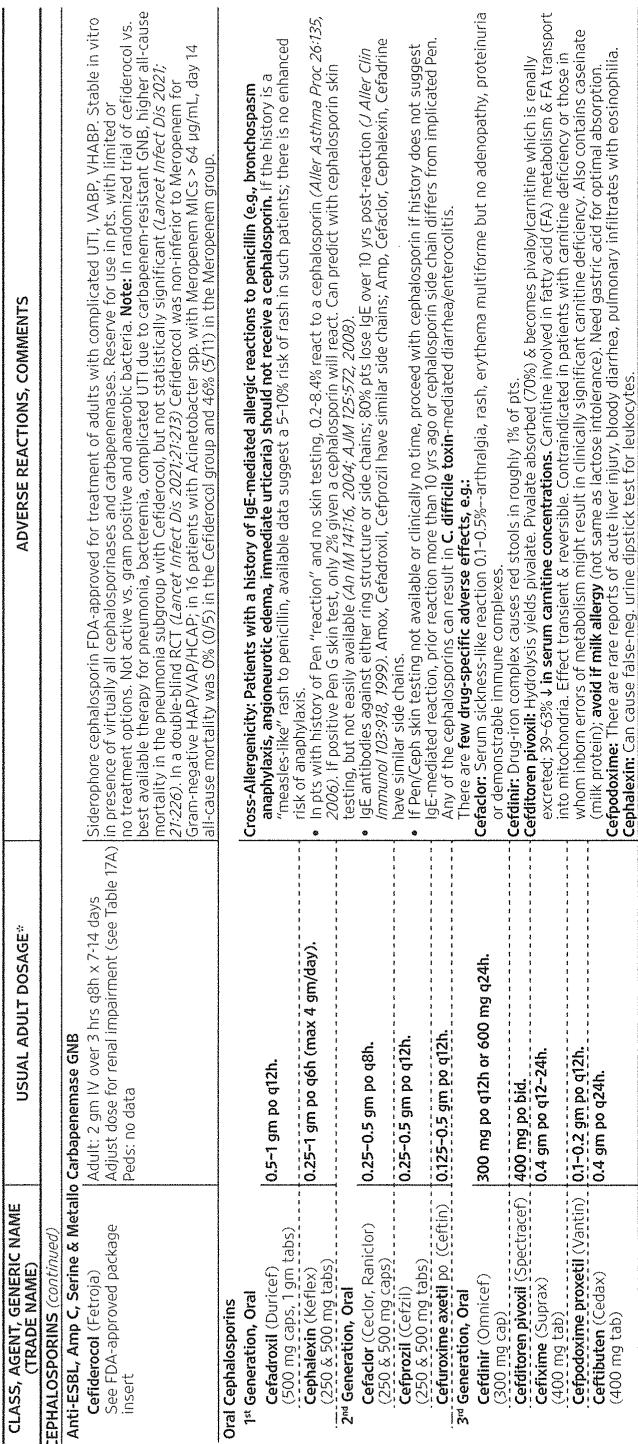 CLASS, AGENT, GENERIC NAME
(TRADE NAME)
USUAL ADULT DOSAGE*
ADVERSE REACTIONS, COMMENTS
CEPHALOSPORINS (continued)
Anti-ESBL, Amp C, Serine & Metallo Carbapenemase GNB
Cefiderocol (Fetroja)
See FDA-approved package
insert
Adult: 2 gm IV over 3 hrs q8h x 7-14 days
Adjust dose for renal impairment (see Table 17A)
Peds: no data
Siderophore cephalosporin FDA-approved for treatment of adults with complicated UTI, VABP, VHABP. Stable in vitro
in presence of virtually all cephalosporinases and carbapenemases. Reserve for use in pts. with limited or
no treatment options. Not active vs. gram positive and anaerobic bacteria. Note: In randomized trial of cefiderocol vs.
best available therapy for pneumonia, bacteremia, complicated UTI due to carbapenem-resistant GNB, higher all-cause
mortality in the pneumonia subgroup with Cefiderocol, but not statistically significant (Lancet Infect Dis 2021;
21:226). In a double-blind RCT (Lancet Infect Dis 2021;21:213) Cefiderocol was non-inferior to Meropenem for
Gram-negative HAP/VAP/HCAP; in 16 patients with Acinetobacter spp. with Meropenem MICs > 64 µg/mL, day 14
all-cause mortality was 0% (0/5) in the Cefiderocol group and 46% (5/11) in the Meropenem group.
Oral Cephalosporins
1st Generation, Oral
Cefadroxil (Duricef)
(500 mg caps, 1 gm tabs)
0.5-1 gm po q12h.
Cephalexin (Keflex)
(250 & 500 mg tabs)
0.25-1 gm po q6h (max 4 gm/day).
2nd Generation, Oral
Cefaclor (Ceclor, Raniclor)
(250 & 500 mg caps)
0.25-0.5 gm po q8h.
Cefprozil (Cefzil)
(250 & 500 mg tabs)
0.25-0.5 gm po q12h.
Cefuroxime axetil po (Ceftin)
0.125-0.5 gm po q12h.
3rd Generation, Oral
Cefdinir (Omnicef)
(300 mg cap)
300 mg po q12h or 600 mg q24h.
Cefditoren pivoxil (Spectracef)
400 mg po bid.
Cefixime (Suprax)
(400 mg tab)
0.4 gm po q12-24h.
Cefpodoxime proxetil (Vantin)
0.1-0.2 gm po q12h.
Ceftibuten (Cedax)
(400 mg tab)
0.4 gm po q24h.
Cross-Allergenicity: Patients with a history of IgE-mediated allergic reactions to penicillin (e.g., bronchospasm
anaphylaxis, angioneurotic edema, immediate urticaria) should not receive a cephalosporin. If the history is a
"measles-like" rash to penicillin, available data suggest a 5-10% risk of rash in such patients; there is no enhanced
risk of anaphylaxis.
• In pts with history of Pen "reaction" and no skin testing, 0.2-8.4% react to a cephalosporin (Aller Asthma Proc 26:135,
2006). If positive Pen G skin test, only 2% given a cephalosporin will react. Can predict with cephalosporin skin
testing, but not easily available (An IM 141:16, 2004; AJM 125:572, 2008).
• IgE antibodies against either ring structure or side chains; 80% pts lose IgE over 10 yrs post-reaction (J Aller Clin
Immunol 103:918, 1999). Amox, Cefadroxil, Cefprozil have similar side chains; Amp, Cefaclor, Cephalexin, Cefadrine
have similar side chains.
• If Pen/Ceph skin testing not available or clinically no time, proceed with cephalosporin if history does not suggest
IgE-mediated reaction, prior reaction more than 10 yrs ago or cephalosporin side chain differs from implicated Pen.
Any of the cephalosporins can result in C. difficile toxin-mediated diarrhea/enterocolitis.
There are few drug-specific adverse effects, e.g.:
Cefaclor: Serum sickness-like reaction 0.1-0.5%--arthralgia, rash, erythema multiforme but no adenopathy, proteinuria
or demonstrable immune complexes.
Cefdinir: Drug-iron complex causes red stools in roughly 1% of pts.
Cefditoren pivoxil: Hydrolysis yields pivalate. Pivalate absorbed (70%) & becomes pivaloylcarnitine which is renally
excreted; 39-63% ↓ in serum carnitine concentrations. Carnitine involved in fatty acid (FA) metabolism & FA transport
into mitochondria. Effect transient & reversible. Contraindicated in patients with carnitine deficiency or those in
whom inborn errors of metabolism might result in clinically significant carnitine deficiency. Also contains caseinate
(milk protein); avoid if milk allergy (not same as lactose intolerance). Need gastric acid for optimal absorption.
Cefpodoxime: There are rare reports of acute liver injury, bloody diarrhea, pulmonary infiltrates with eosinophilia.
Cephalexin: Can cause false-neg. urine dipstick test for leukocytes.